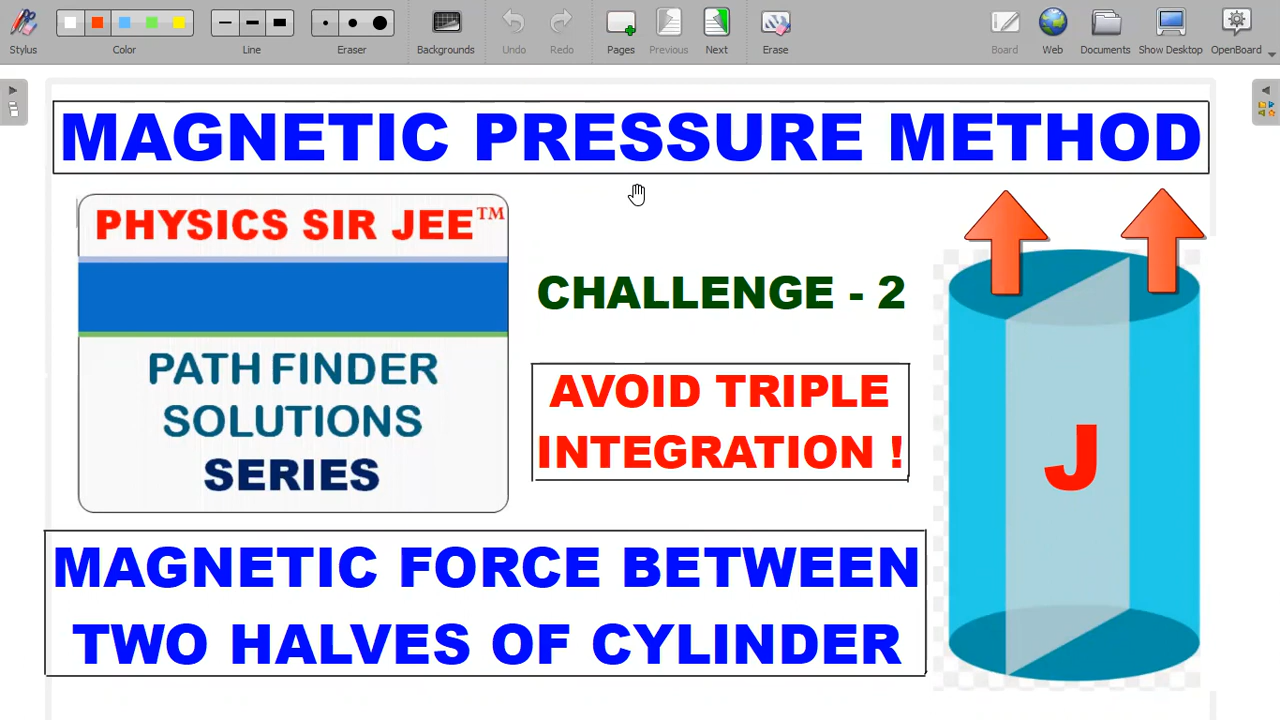 Stylus
Color
Line
Eraser
Backgrounds
Undo
Redo
Pages
Previous
Next
Erase
Board
Web
Documents
Show Desktop
OpenBoard
MAGNETIC PRESSURE METHOD
PHYSICS SIR JEE™
PATH FINDER
SOLUTIONS
SERIES
CHALLENGE - 2
AVOID TRIPLE
INTEGRATION !
J
MAGNETIC FORCE BETWEEN
TWO HALVES OF CYLINDER